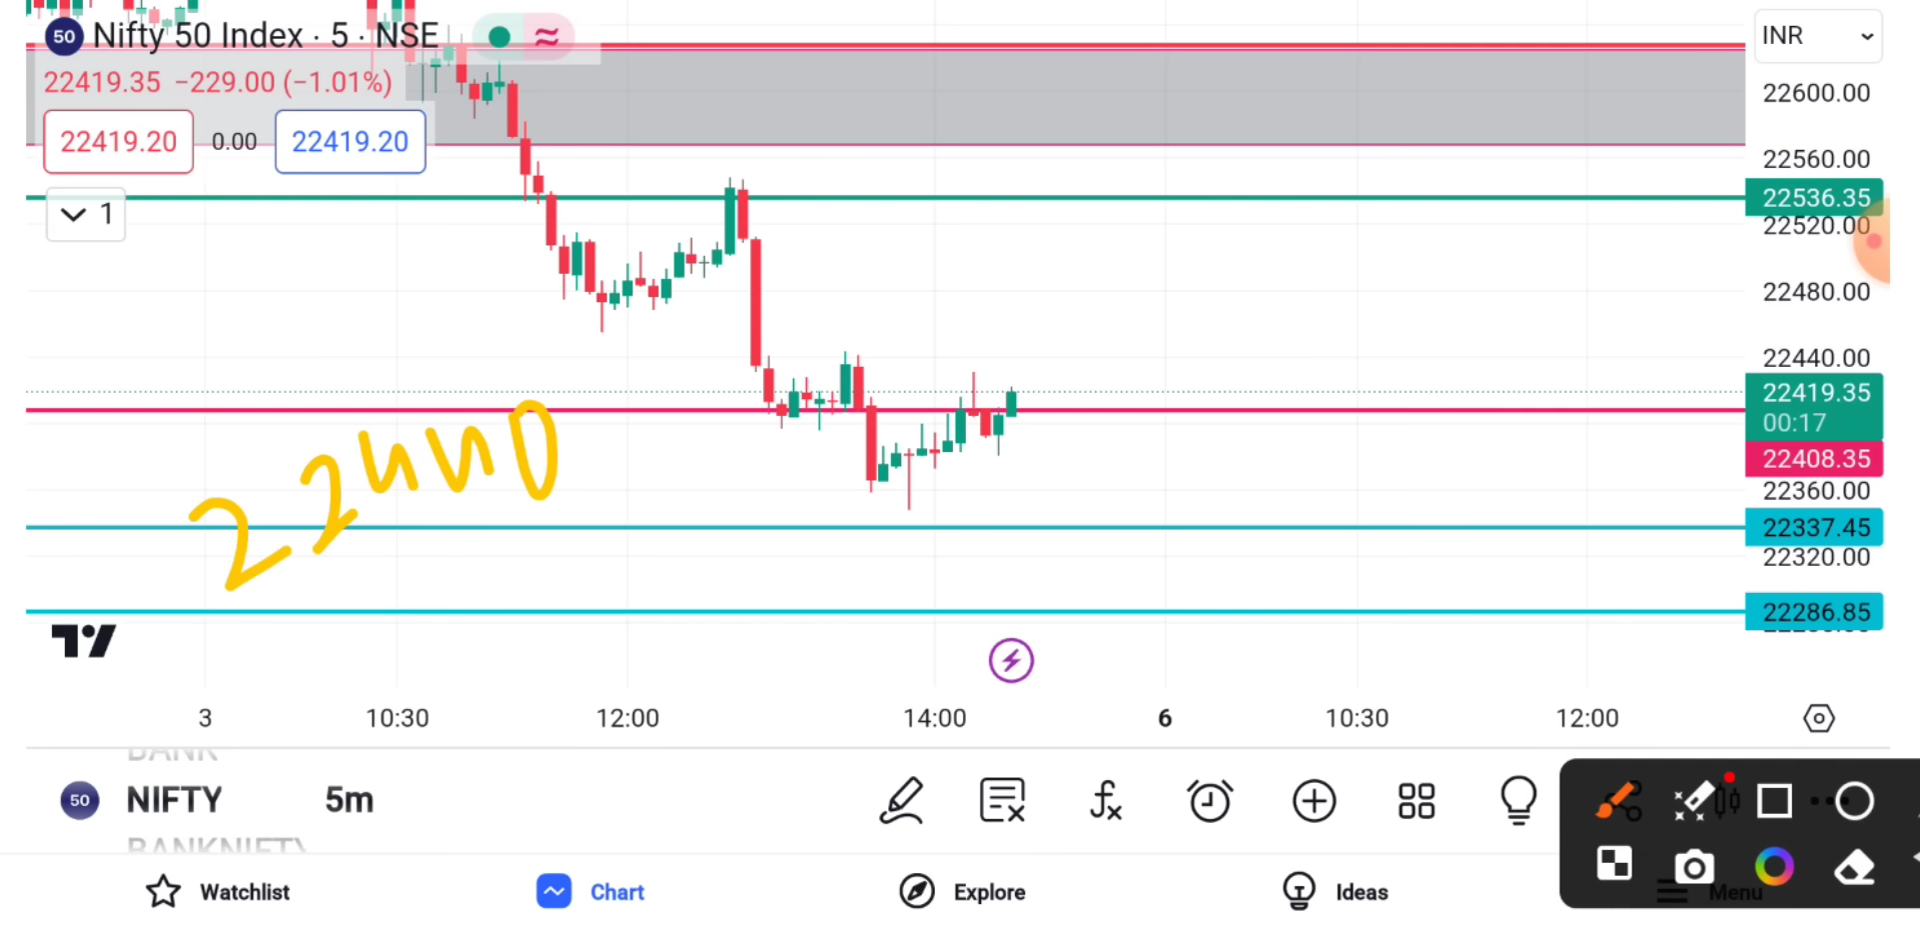 50 Nifty 50 Index · 5 · NSE
INR
22419.35 −229.00 (−1.01%)
22419.20 0.00 22419.20
1
22600.00
22560.00
22536.35
22520.00
22480.00
22440.00
22419.35
00:17
22408.35
22360.00
22337.45
22320.00
22286.85
22440
3 10:30 12:00 14:00 6 10:30 12:00
BANK
50 NIFTY 5m
BANKNIFTY
Watchlist Chart Explore Ideas Menu